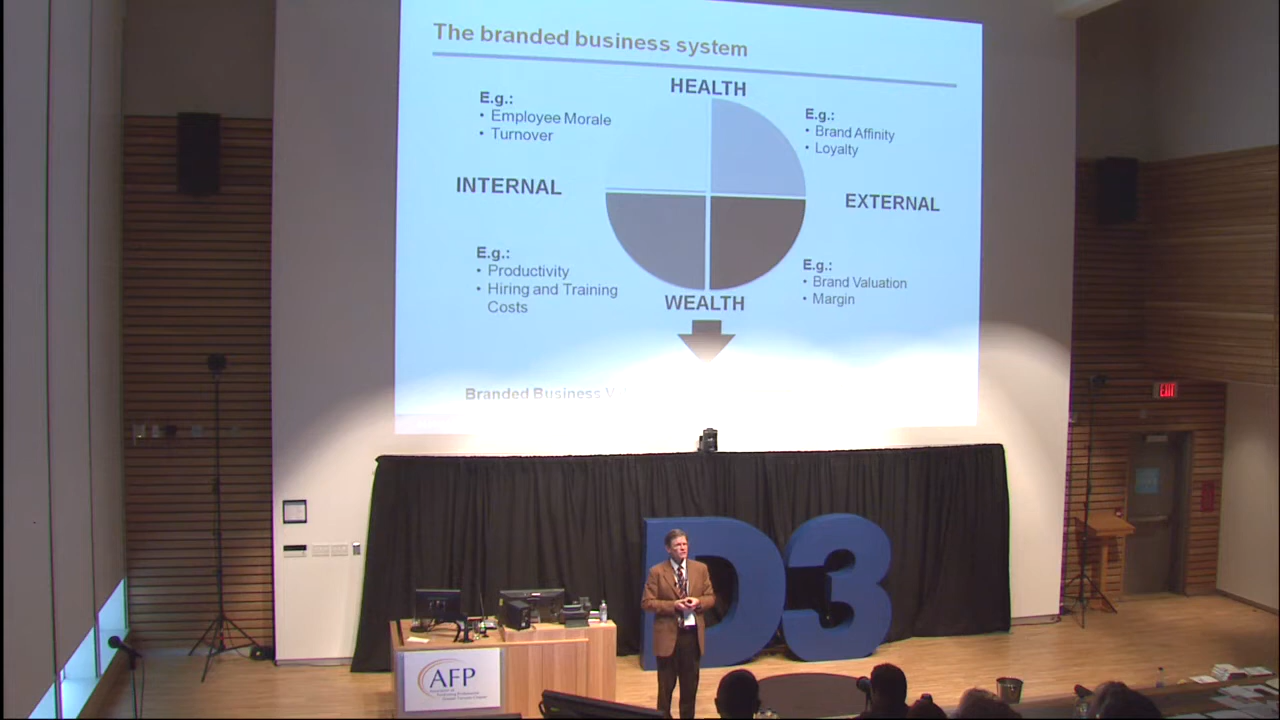 The branded business system
HEALTH
E.g.:
• Employee Morale
• Turnover
E.g.:
• Brand Affinity
• Loyalty
INTERNAL
EXTERNAL
E.g.:
• Productivity
• Hiring and Training
Costs
E.g.:
• Brand Valuation
• Margin
WEALTH
Branded Business
EXIT
D3
AFP